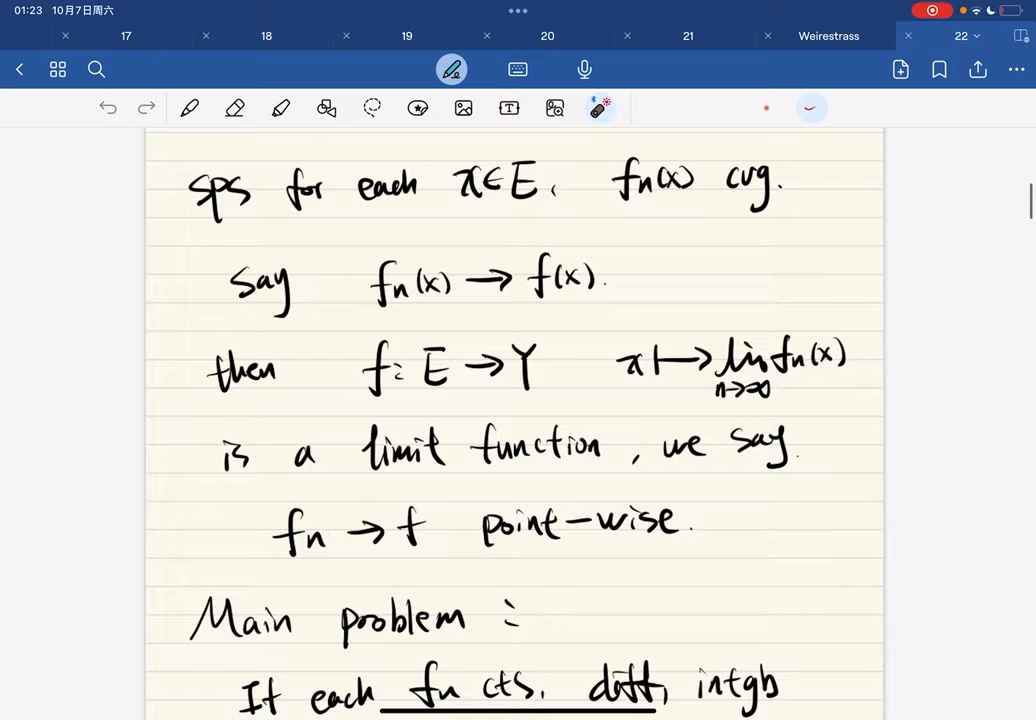 01:23 10月7日周六
17 18 19 20 21 Weirestrass 22
sps for each x∈E, fn(x) cvg.
say fn(x) → f(x).
then f: E → Y x ↦ lim fn(x)
n→∞
is a limit function, we say.
fn → f point-wise.
Main problem :
If each fn cts, diff, intgb